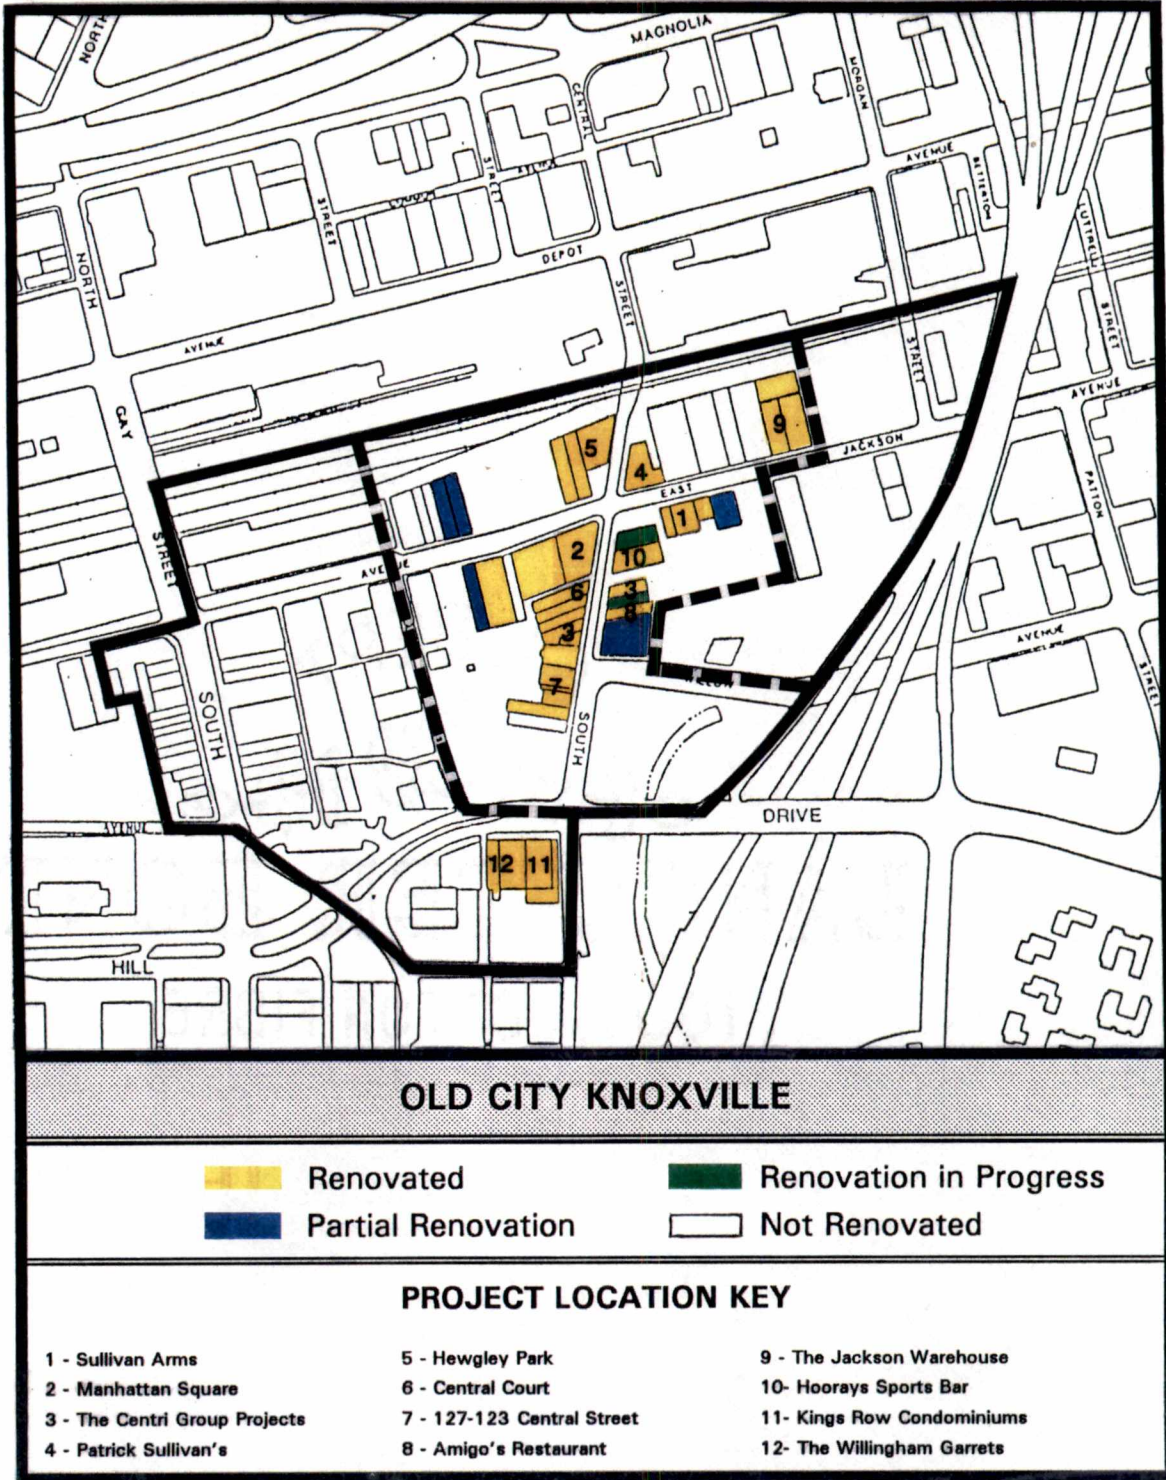 NORTH
MAGNOLIA
CENTRAL
MORGAN
STREET
AVENUE
AVENUE
BETTERTON
STREET
LUTTRELL
NORTH
DEPOT
STREET
AVENUE
STREET
STREET
GAY
AVENUE
JACKSON
EAST
PATTON
STREET
AVENUE
5
4
9
1
2
10
6
3
8
3
7
AVENUE
STREET
SOUTH
SOUTH
DRIVE
AVENUE
12 11
HILL
OLD CITY KNOXVILLE
Renovated
Renovation in Progress
Partial Renovation
Not Renovated
PROJECT LOCATION KEY
1 - Sullivan Arms
2 - Manhattan Square
3 - The Centri Group Projects
4 - Patrick Sullivan's
5 - Hewgley Park
6 - Central Court
7 - 127-123 Central Street
8 - Amigo's Restaurant
9 - The Jackson Warehouse
10- Hoorays Sports Bar
11- Kings Row Condominiums
12- The Willingham Garrets